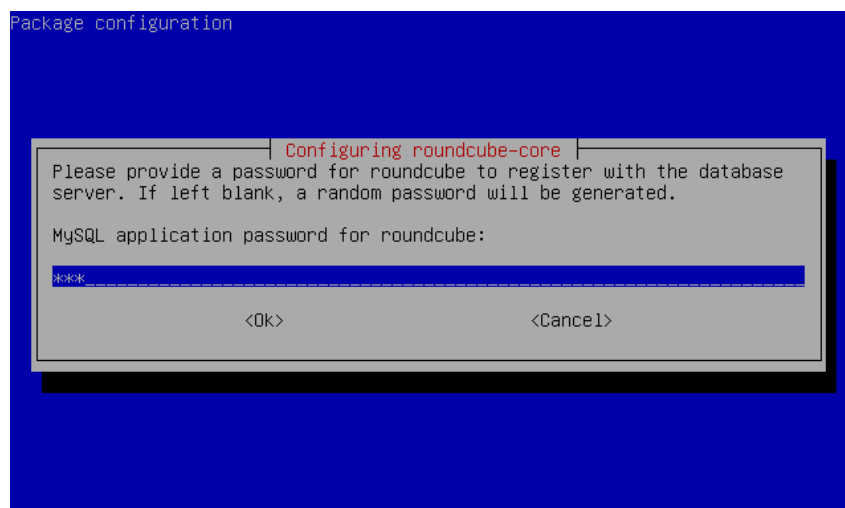 Package configuration
Configuring roundcube-core
Please provide a password for roundcube to register with the database
server. If left blank, a random password will be generated.
MySQL application password for roundcube:
***
<Ok> <Cancel>